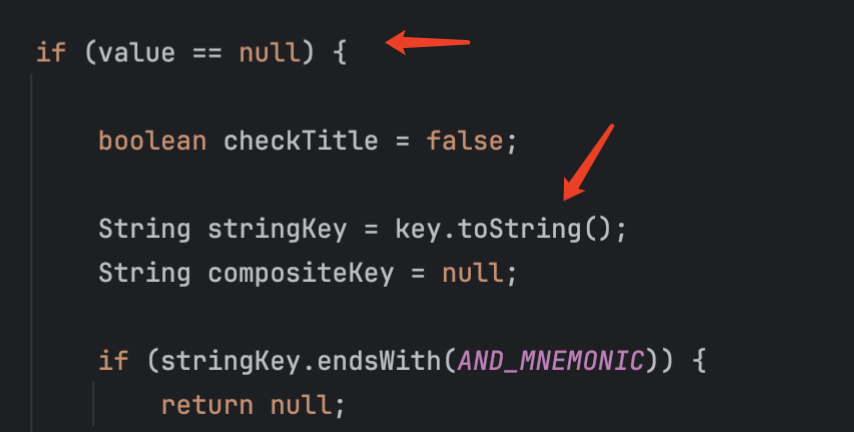 if (value == null) {
boolean checkTitle = false;
String stringKey = key.toString();
String compositeKey = null;
if (stringKey.endsWith(AND_MNEMONIC)) {
return null;